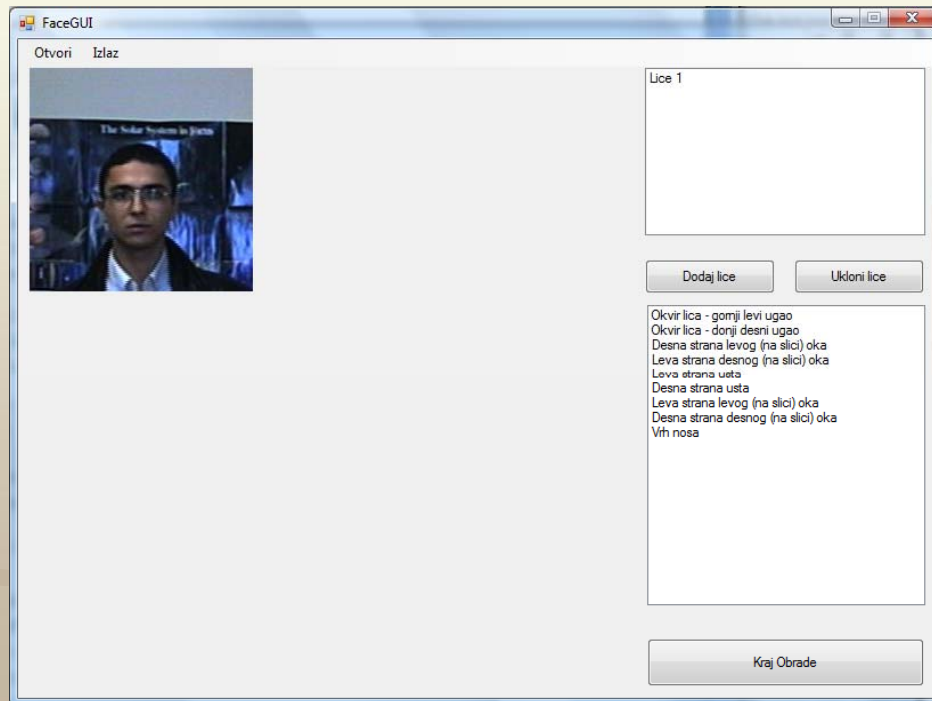 FaceGUI
Otvori Izlaz
The Solar System in Focus
Lice 1
Dodaj lice Ukloni lice
Okvir lica - gornji levi ugao
Okvir lica - donji desni ugao
Desna strana levog (na slici) oka
Leva strana desnog (na slici) oka
Leva strana usta
Desna strana usta
Leva strana levog (na slici) oka
Desna strana desnog (na slici) oka
Vrh nosa
Kraj Obrade